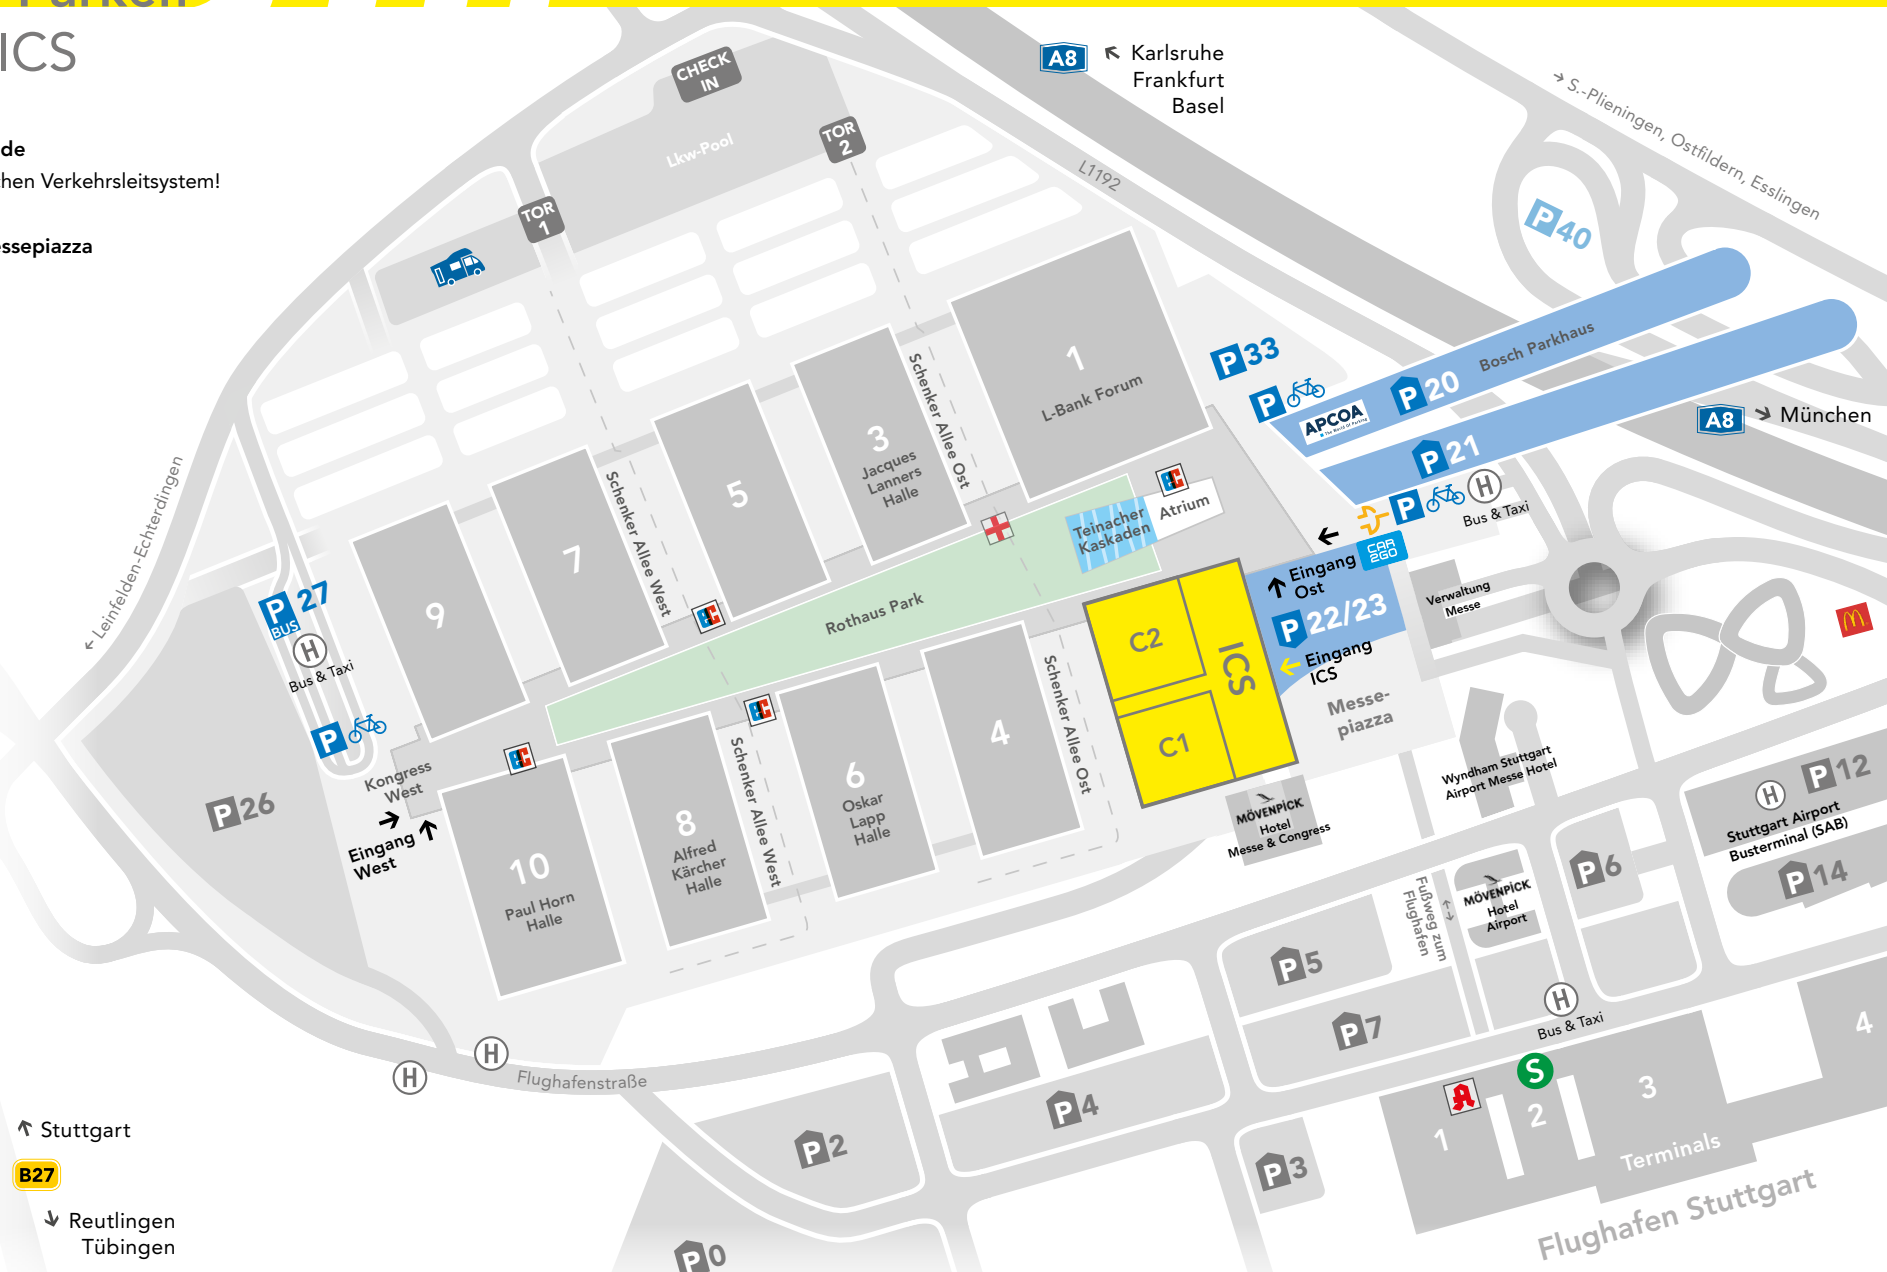 ICS
de
chen Verkehrsleitsystem!
ssepiazza
CHECK
IN
Lkw-Pool
TOR
2
TOR
1
A8
Karlsruhe
Frankfurt
Basel
L1192
S.-Plieningen, Ostfildern, Esslingen
P40
Leinfelden-Echterdingen
1
L-Bank Forum
3
Jacques
Lanners
Halle
5
7
9
Schenker Allee Ost
Schenker Allee West
P33
P
APCOA
P20
Bosch Parkhaus
P21
A8
München
P
H
Bus & Taxi
CAR
2GO
EC
Atrium
Teinacher
Kaskaden
Rothaus Park
EC
EC
EC
Eingang
Ost
P22/23
Eingang
ICS
Messe-
piazza
Verwaltung
Messe
C2
C1
ICS
P27
BUS
H
Bus & Taxi
P
Kongress
West
Eingang
West
P26
4
6
Oskar
Lapp
Halle
8
Alfred
Kärcher
Halle
10
Paul Horn
Halle
Schenker Allee West
Schenker Allee Ost
MÖVENPICK
Hotel
Messe & Congress
Wyndham Stuttgart
Airport Messe Hotel
P12
H
Stuttgart Airport
Busterminal (SAB)
P14
P6
MÖVENPICK
Hotel
Airport
Fußweg zum
Flughafen
P5
P7
H
Bus & Taxi
S
H
H
Flughafenstraße
P4
P2
P3
P0
1
2
3
4
Terminals
Flughafen Stuttgart
Stuttgart
B27
Reutlingen
Tübingen